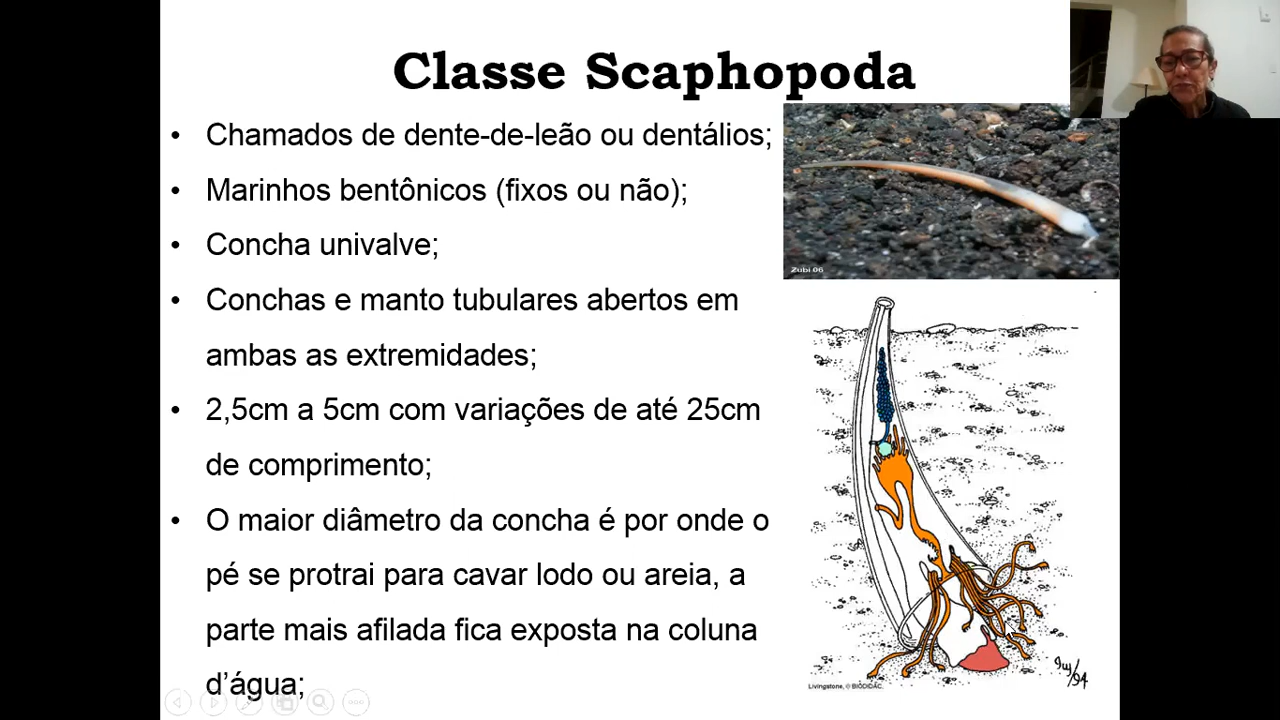 Classe Scaphopoda
• Chamados de dente-de-leão ou dentálios;
• Marinhos bentônicos (fixos ou não);
• Concha univalve;
• Conchas e manto tubulares abertos em
ambas as extremidades;
• 2,5cm a 5cm com variações de até 25cm
de comprimento;
• O maior diâmetro da concha é por onde o
pé se protrai para cavar lodo ou areia, a
parte mais afilada fica exposta na coluna
d’água;
Zubi 06
Livingstone, © BIODIDAC